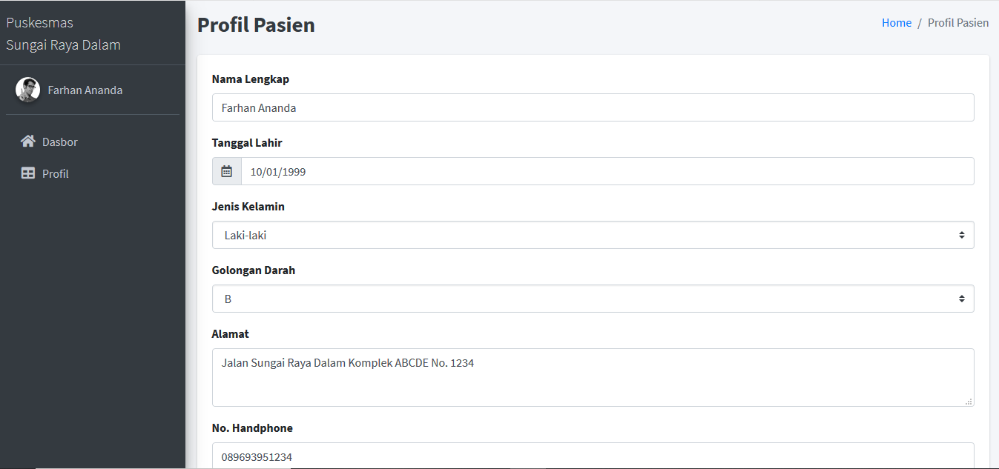 Puskesmas
Sungai Raya Dalam
Farhan Ananda
Dasbor
Profil
Profil Pasien
Home / Profil Pasien
Nama Lengkap
Farhan Ananda
Tanggal Lahir
10/01/1999
Jenis Kelamin
Laki-laki
Golongan Darah
B
Alamat
Jalan Sungai Raya Dalam Komplek ABCDE No. 1234
No. Handphone
089693951234